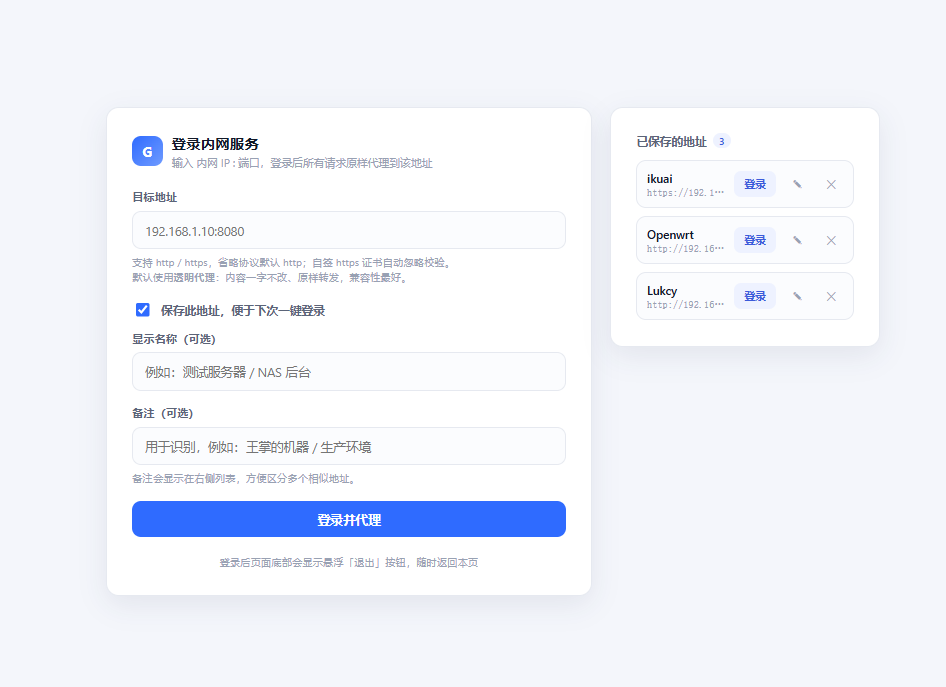 G
登录内网服务
输入 内网 IP : 端口，登录后所有请求原样代理到该地址
目标地址
192.168.1.10:8080
支持 http / https，省略协议默认 http；自签 https 证书自动忽略校验。
默认使用透明代理：内容一字不改、原样转发，兼容性最好。
保存此地址，便于下次一键登录
显示名称（可选）
例如：测试服务器 / NAS 后台
备注（可选）
用于识别，例如：王掌的机器 / 生产环境
备注会显示在右侧列表，方便区分多个相似地址。
登录并代理
登录后页面底部会显示悬浮「退出」按钮，随时返回本页
已保存的地址 3
ikuai
https://192.1…
登录
Openwrt
http://192.16…
登录
Lukcy
http://192.16…
登录